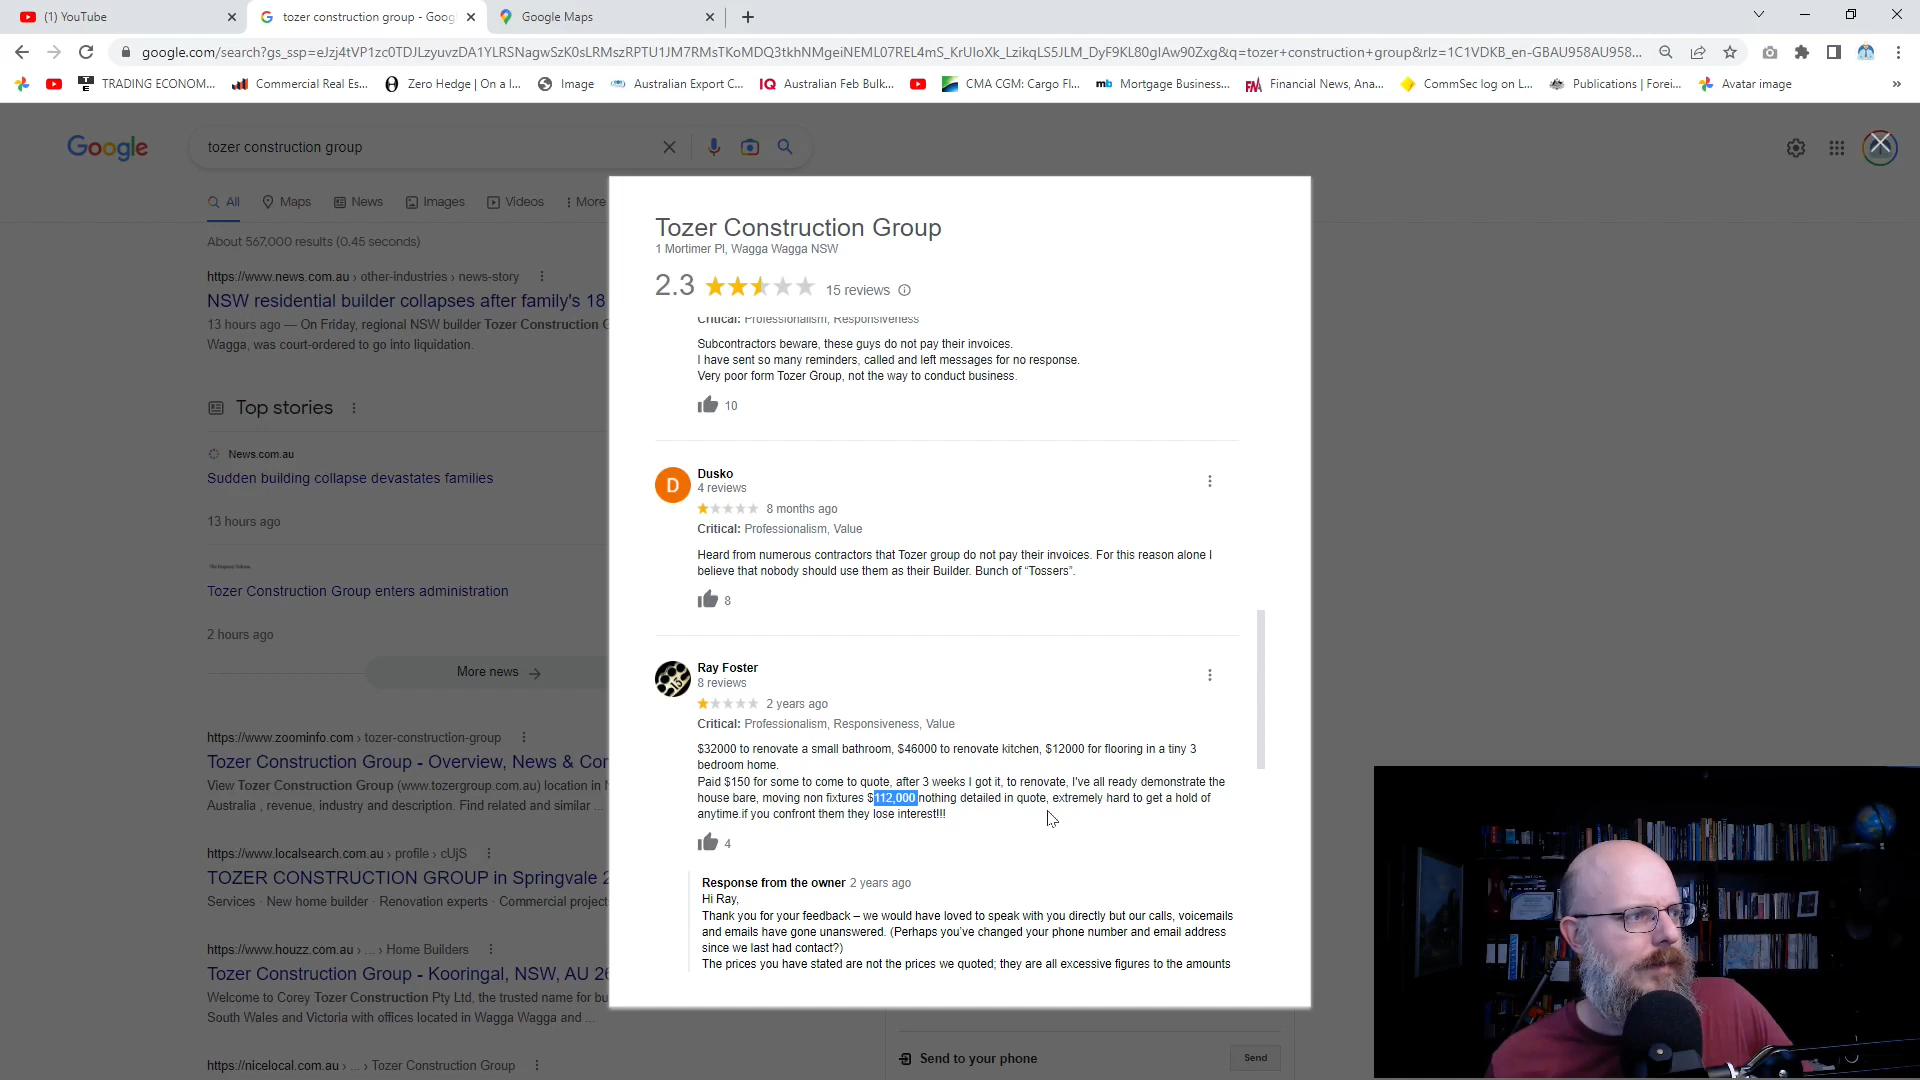 (1) YouTube
tozer construction group - Goog
Google Maps
google.com/search?gs_ssp=eJzj4tVP1zc0TDJLzyuvzDA1YLRSNagwSzK0sLRMszRPTU1JM7RMsTKoMDQ3tkhNMgeiNEML07REL4mS_KrUIoXk_LzikqLS5JLM_DyF9KL80gIAw90Zxg&q=tozer+construction+group&rlz=1C1VDKB_en-GBAU958AU958...
TRADING ECONOM...
Commercial Real Es...
Zero Hedge | On a l...
Image
Australian Export C...
Australian Feb Bulk...
CMA CGM: Cargo Fl...
mb Mortgage Business...
Financial News, Ana...
CommSec log on L...
Publications | Forei...
Avatar image
»
Google
tozer construction group
All
Maps
News
Images
Videos
More
About 567,000 results (0.45 seconds)
https://www.news.com.au › other-industries › news-story
NSW residential builder collapses after family's 18
13 hours ago — On Friday, regional NSW builder Tozer Construction G
Wagga, was court-ordered to go into liquidation.
Top stories
News.com.au
Sudden building collapse devastates families
13 hours ago
Tozer Construction Group enters administration
2 hours ago
More news
https://www.zoominfo.com › tozer-construction-group
Tozer Construction Group - Overview, News & Cor
View Tozer Construction Group (www.tozergroup.com.au) location in N
Australia , revenue, industry and description. Find related and similar ...
https://www.localsearch.com.au › profile › cUjS
TOZER CONSTRUCTION GROUP in Springvale 2
Services · New home builder · Renovation experts · Commercial projec
https://www.houzz.com.au › ... › Home Builders
Tozer Construction Group - Kooringal, NSW, AU 26
Welcome to Corey Tozer Construction Pty Ltd, the trusted name for bu
South Wales and Victoria with offices located in Wagga Wagga and ...
https://nicelocal.com.au › ... › Tozer Construction Group
Tozer Construction Group
1 Mortimer Pl, Wagga Wagga NSW
2.3
15 reviews
Critical: Professionalism, Responsiveness
Subcontractors beware, these guys do not pay their invoices.
I have sent so many reminders, called and left messages for no response.
Very poor form Tozer Group, not the way to conduct business.
10
D
Dusko
4 reviews
8 months ago
Critical: Professionalism, Value
Heard from numerous contractors that Tozer group do not pay their invoices. For this reason alone I
believe that nobody should use them as their Builder. Bunch of “Tossers”.
8
Ray Foster
8 reviews
2 years ago
Critical: Professionalism, Responsiveness, Value
$32000 to renovate a small bathroom, $46000 to renovate kitchen, $12000 for flooring in a tiny 3
bedroom home.
Paid $150 for some to come to quote, after 3 weeks I got it, to renovate, I've all ready demonstrate the
house bare, moving non fixtures $112,000 nothing detailed in quote, extremely hard to get a hold of
anytime.if you confront them they lose interest!!!
4
Response from the owner 2 years ago
Hi Ray,
Thank you for your feedback – we would have loved to speak with you directly but our calls, voicemails
and emails have gone unanswered. (Perhaps you’ve changed your phone number and email address
since we last had contact?)
The prices you have stated are not the prices we quoted; they are all excessive figures to the amounts
Send to your phone
Send